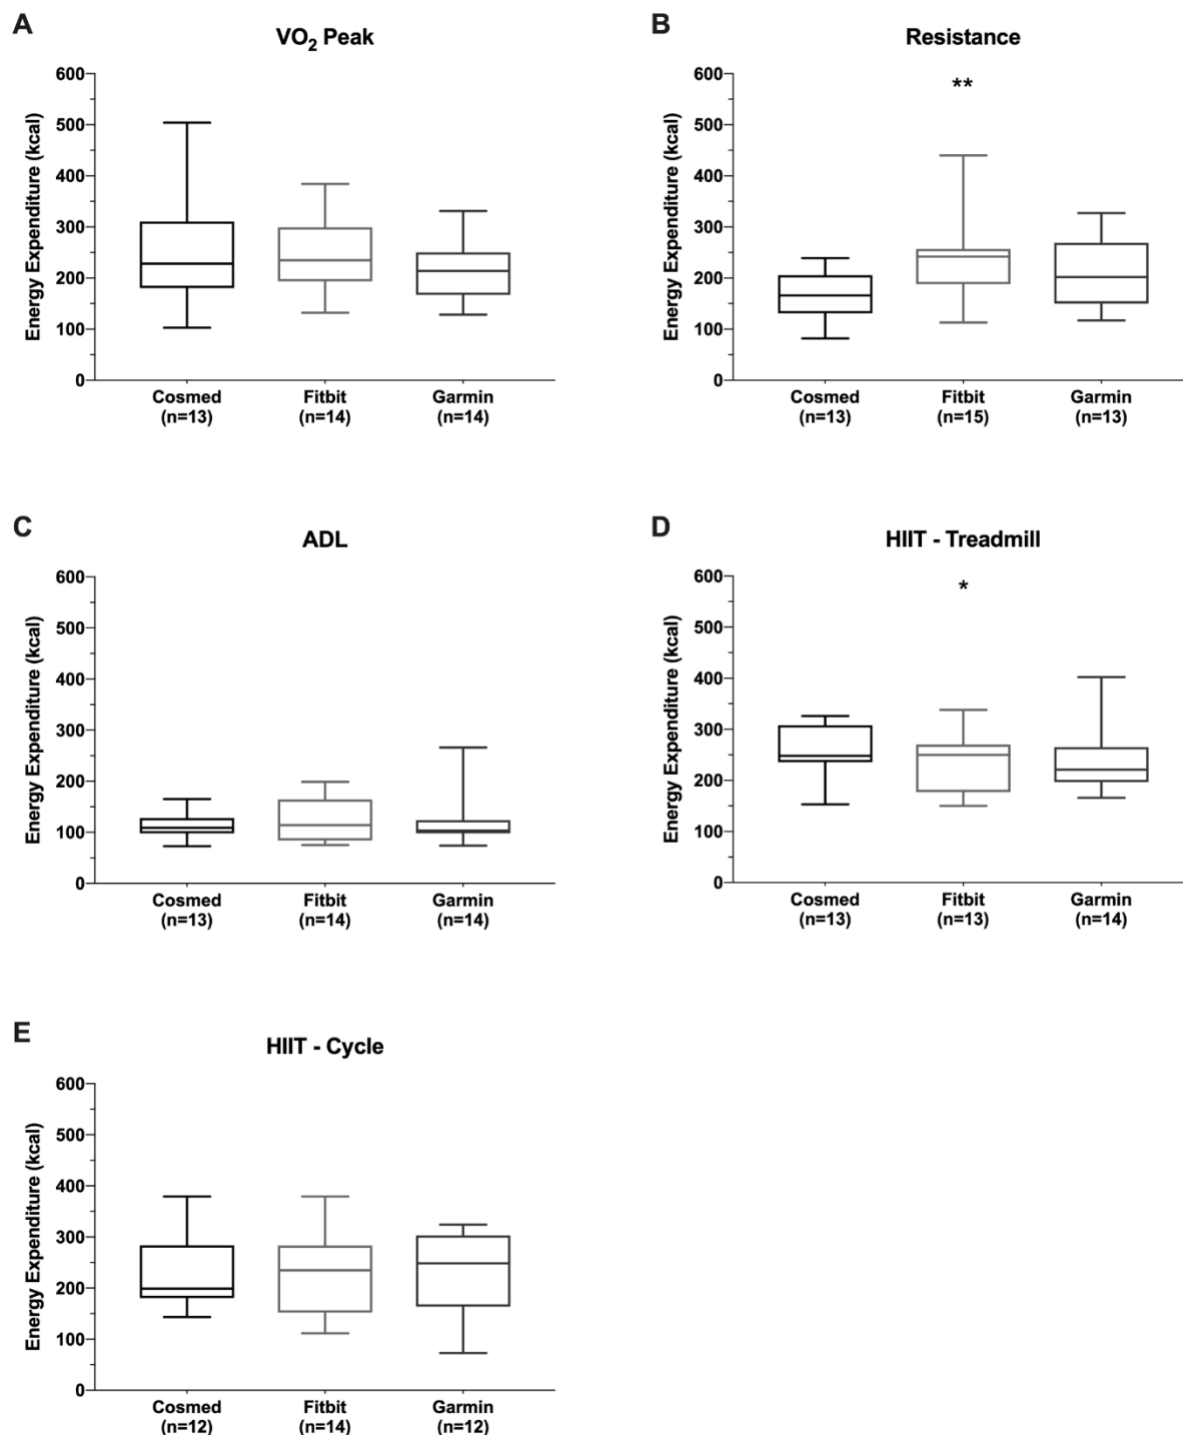 A
VO₂ Peak
Energy Expenditure (kcal)
600
500
400
300
200
100
0
Cosmed Fitbit Garmin
(n=13) (n=14) (n=14)
B
Resistance
**
Energy Expenditure (kcal)
600
500
400
300
200
100
0
Cosmed Fitbit Garmin
(n=13) (n=15) (n=13)
C
ADL
Energy Expenditure (kcal)
600
500
400
300
200
100
0
Cosmed Fitbit Garmin
(n=13) (n=14) (n=14)
D
HIIT - Treadmill
*
Energy Expenditure (kcal)
600
500
400
300
200
100
0
Cosmed Fitbit Garmin
(n=13) (n=13) (n=14)
E
HIIT - Cycle
Energy Expenditure (kcal)
600
500
400
300
200
100
0
Cosmed Fitbit Garmin
(n=12) (n=14) (n=12)